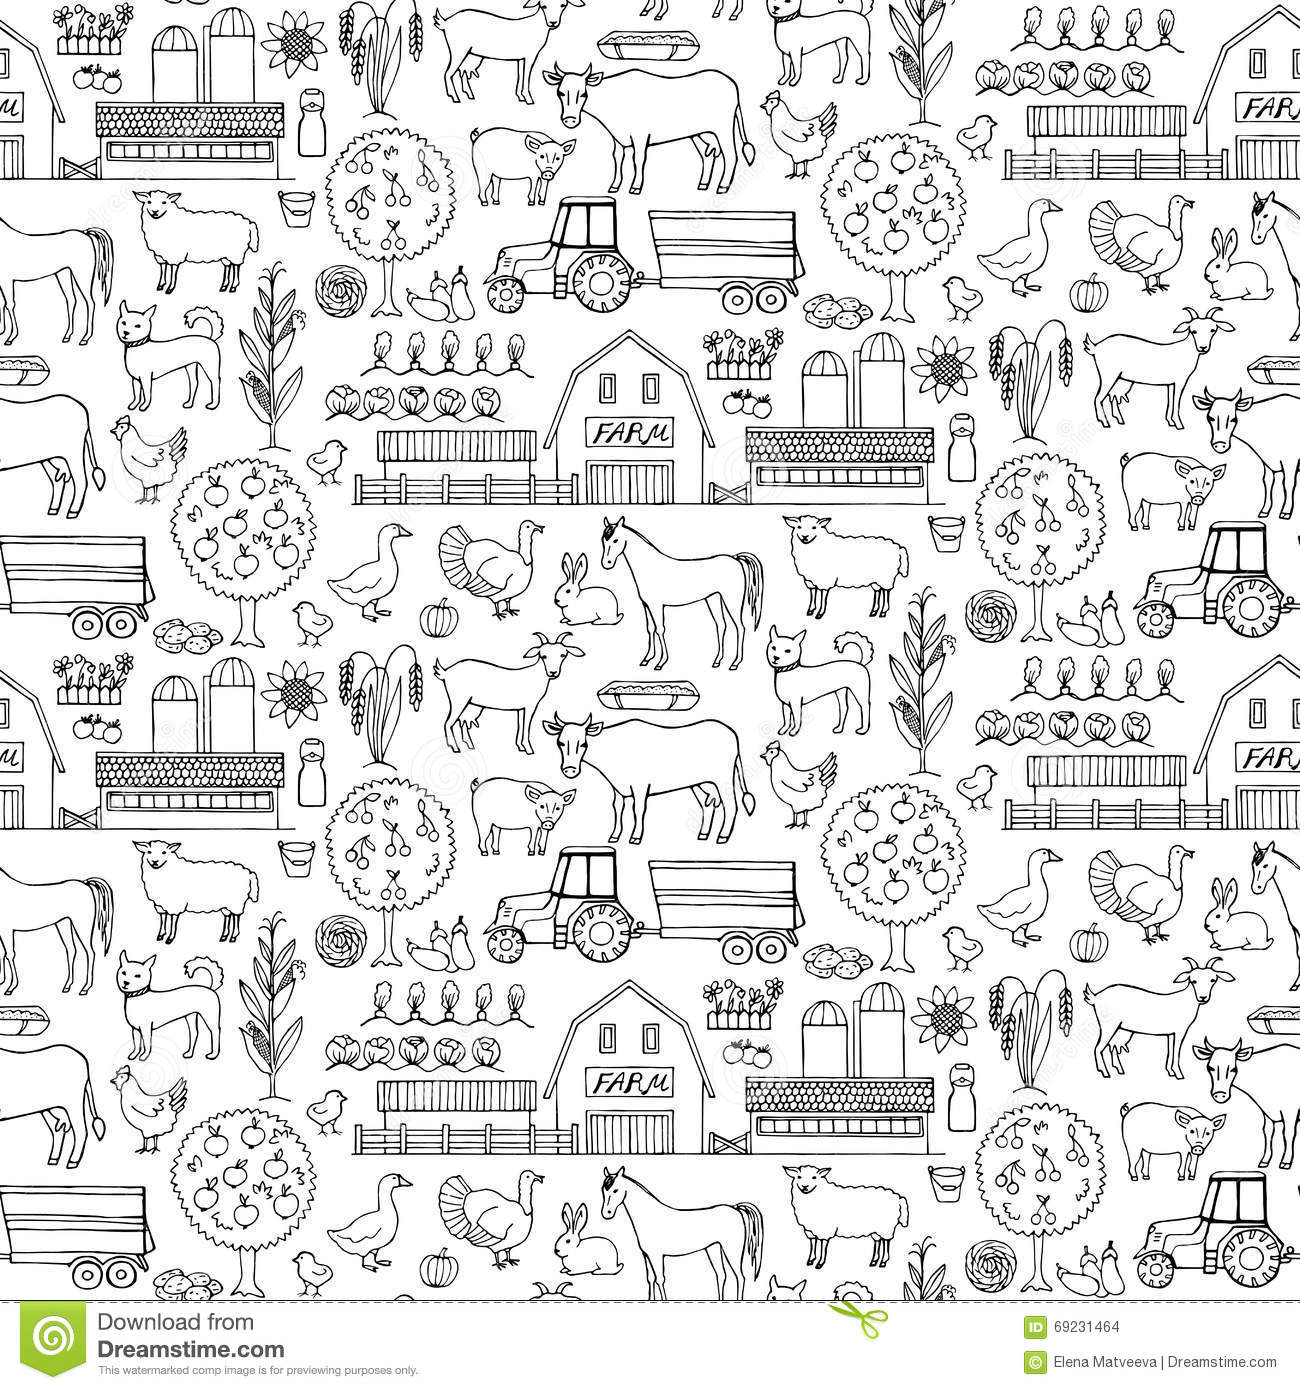 M
FARM
FARM
M
FARM
FARM
Download from
Dreamstime.com
This watermarked comp image is for previewing purposes only.
ID 69231464
© Elena Matveeva | Dreamstime.com